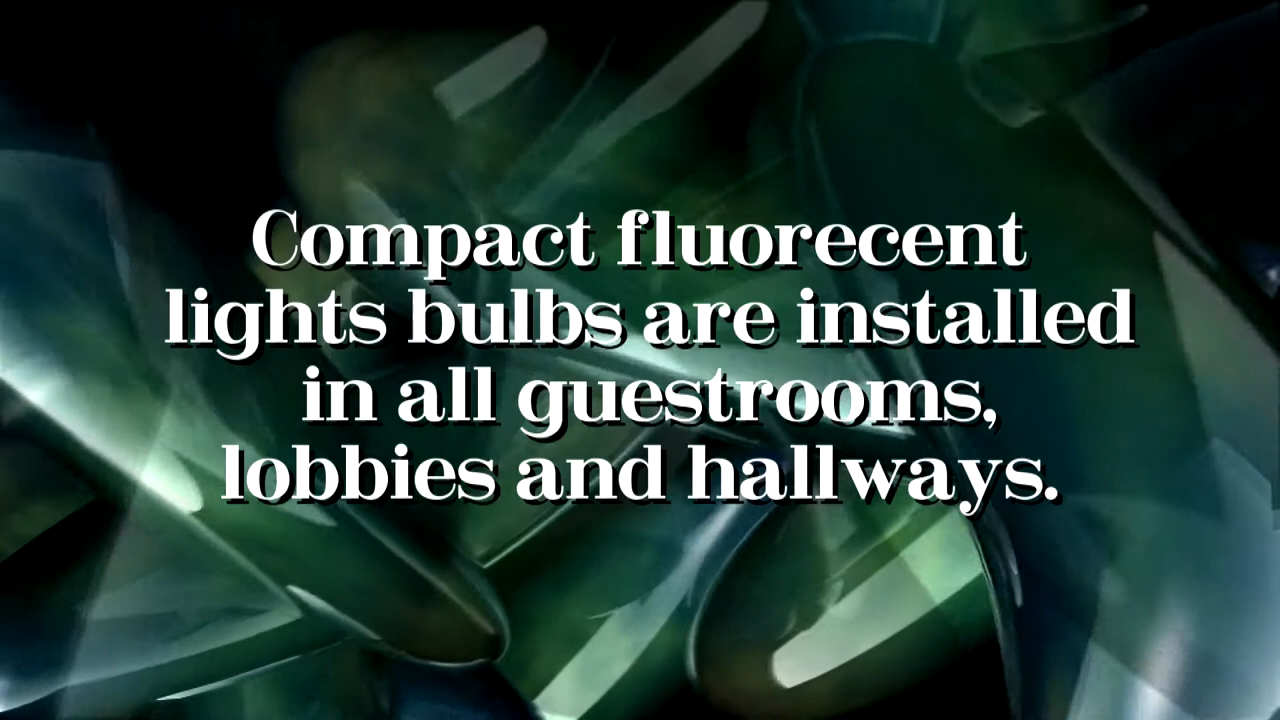 Compact fluorecent
lights bulbs are installed
in all guestrooms,
lobbies and hallways.